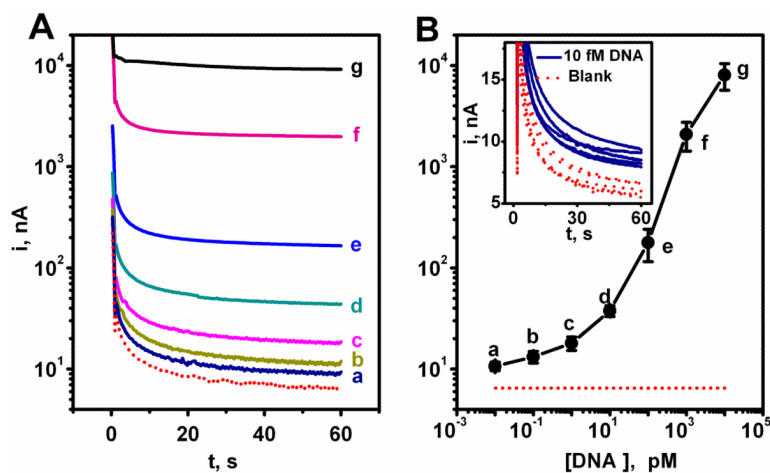 A
i, nA
10⁴
10³
10²
10¹
g
f
e
d
c
b
a
0
20
40
60
t, s
B
10⁴
10³
10²
10¹
10⁻³
10⁻¹
10¹
10³
10⁵
[DNA ], pM
a
b
c
d
e
f
g
i, nA
15
10
5
0
30
60
t, s
10 fM DNA
Blank